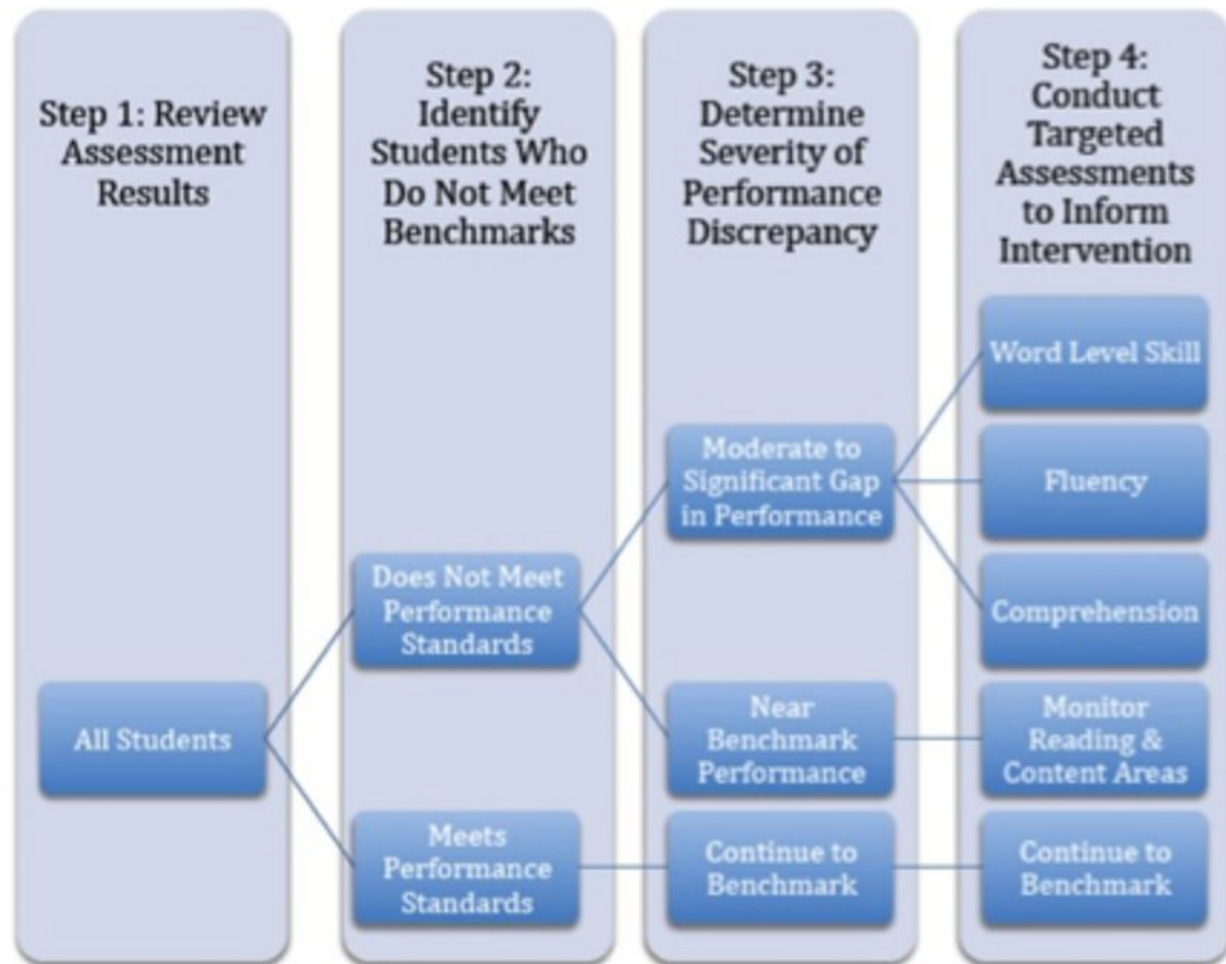 Step 1: Review
Assessment
Results
Step 2:
Identify
Students Who
Do Not Meet
Benchmarks
Step 3:
Determine
Severity of
Performance
Discrepancy
Step 4:
Conduct
Targeted
Assessments
to Inform
Intervention
All Students
Does Not Meet
Performance
Standards
Meets
Performance
Standards
Moderate to
Significant Gap
in Performance
Near
Benchmark
Performance
Continue to
Benchmark
Word Level Skill
Fluency
Comprehension
Monitor
Reading &
Content Areas
Continue to
Benchmark